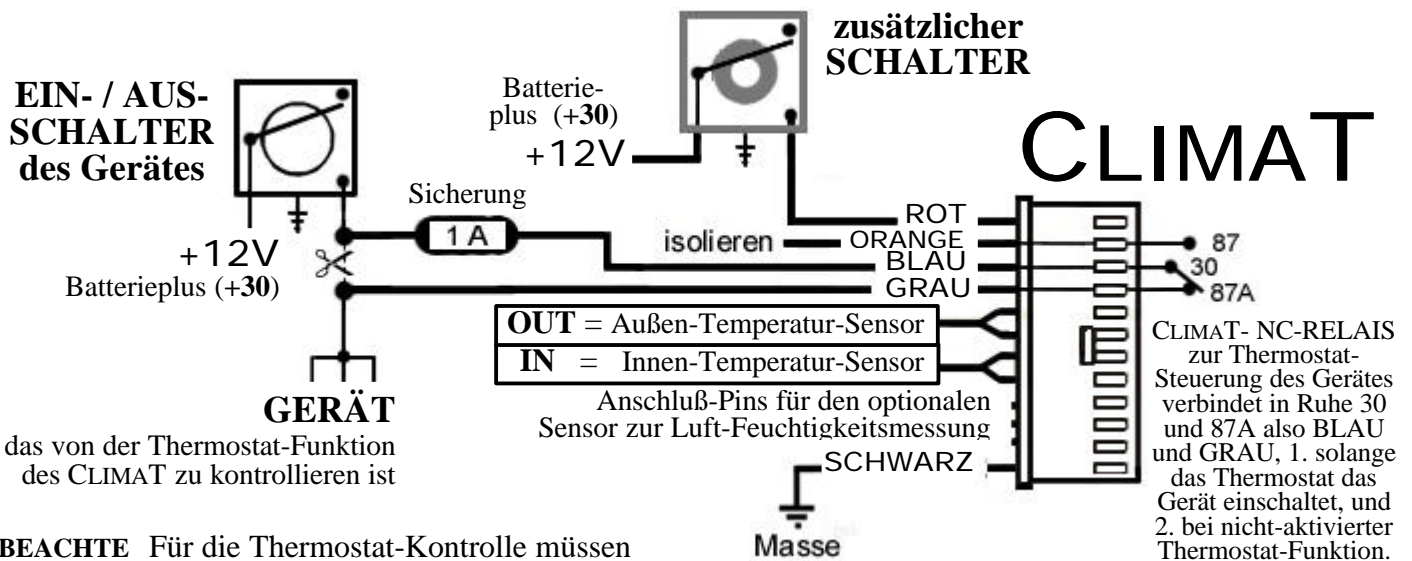 zusätzlicher
SCHALTER
EIN- / AUS-
SCHALTER
des Gerätes
Batterie-
plus (+30)
+12V
CLIMAT
Sicherung
1 A
+12V
Batterieplus (+30)
ROT
isolieren ORANGE 87
BLAU 30
GRAU 87A
OUT = Außen-Temperatur-Sensor
IN = Innen-Temperatur-Sensor
Anschluß-Pins für den optionalen
Sensor zur Luft-Feuchtigkeitsmessung
SCHWARZ
Masse
GERÄT
das von der Thermostat-Funktion
des CLIMAT zu kontrollieren ist
CLIMAT- NC-RELAIS
zur Thermostat-
Steuerung des Gerätes
verbindet in Ruhe 30
und 87A also BLAU
und GRAU, 1. solange
das Thermostat das
Gerät einschaltet, und
2. bei nicht-aktivierter
Thermostat-Funktion.
BEACHTE Für die Thermostat-Kontrolle müssen